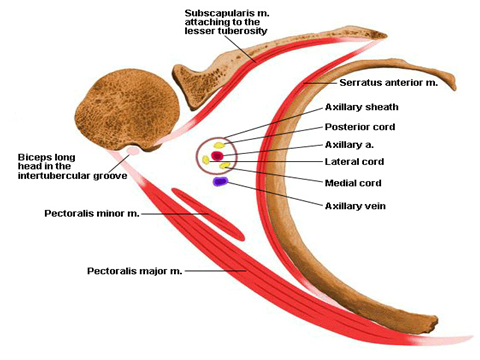 Subscapularis m.
attaching to the
lesser tuberosity
Serratus anterior m.
Axillary sheath
Posterior cord
Axillary a.
Lateral cord
Medial cord
Axillary vein
Biceps long
head in the
intertubercular groove
Pectoralis minor m.
Pectoralis major m.